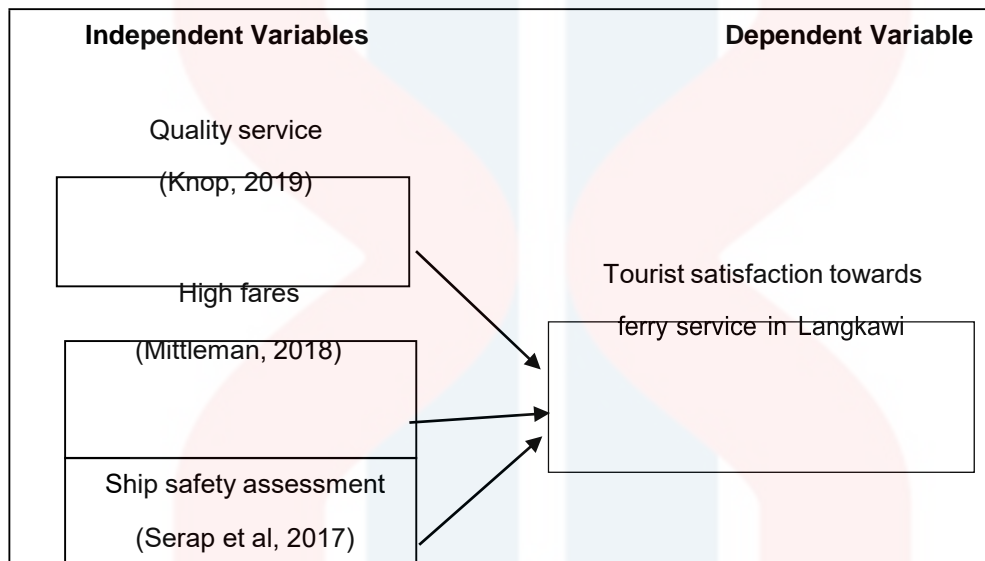 Independent Variables
Dependent Variable
Quality service
(Knop, 2019)
High fares
(Mittleman, 2018)
Ship safety assessment
(Serap et al, 2017)
Tourist satisfaction towards
ferry service in Langkawi